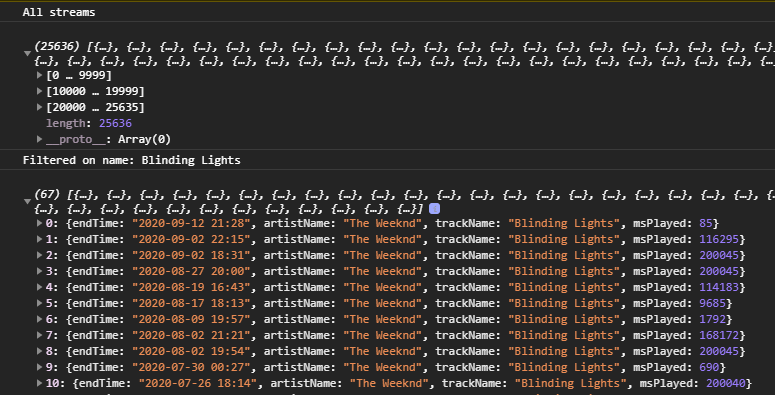 All streams
(25636) [{…}, {…}, {…}, {…}, {…}, {…}, {…}, {…}, {…}, {…}, {…}, {…}, {…}, {…}, {…}, {…}, {…}, {…}, {…}, {…}, {…},
{…}, {…}, {…}, {…}, {…}, {…}, {…}, {…}, {…}, {…}, {…}, {…}, {…}, {…}, {…}, {…}, {…}, {…}, {…}, {…}, {…}, {…},
[0 … 9999]
[10000 … 19999]
[20000 … 25635]
length: 25636
__proto__: Array(0)
Filtered on name: Blinding Lights
(67) [{…}, {…}, {…}, {…}, {…}, {…}, {…}, {…}, {…}, {…}, {…}, {…}, {…}, {…}, {…}, {…}, {…}, {…}, {…}, {…}, {…}, {…},
{…}, {…}, {…}, {…}, {…}, {…}, {…}, {…}, {…}, {…}, {…}, {…}]
0: {endTime: "2020-09-12 21:28", artistName: "The Weeknd", trackName: "Blinding Lights", msPlayed: 85}
1: {endTime: "2020-09-02 22:15", artistName: "The Weeknd", trackName: "Blinding Lights", msPlayed: 116295}
2: {endTime: "2020-09-02 18:31", artistName: "The Weeknd", trackName: "Blinding Lights", msPlayed: 200045}
3: {endTime: "2020-08-27 20:00", artistName: "The Weeknd", trackName: "Blinding Lights", msPlayed: 200045}
4: {endTime: "2020-08-19 16:43", artistName: "The Weeknd", trackName: "Blinding Lights", msPlayed: 114183}
5: {endTime: "2020-08-17 18:13", artistName: "The Weeknd", trackName: "Blinding Lights", msPlayed: 9685}
6: {endTime: "2020-08-09 19:57", artistName: "The Weeknd", trackName: "Blinding Lights", msPlayed: 1792}
7: {endTime: "2020-08-02 21:21", artistName: "The Weeknd", trackName: "Blinding Lights", msPlayed: 168172}
8: {endTime: "2020-08-02 19:54", artistName: "The Weeknd", trackName: "Blinding Lights", msPlayed: 200045}
9: {endTime: "2020-07-30 00:27", artistName: "The Weeknd", trackName: "Blinding Lights", msPlayed: 690}
10: {endTime: "2020-07-26 18:14", artistName: "The Weeknd", trackName: "Blinding Lights", msPlayed: 200040}